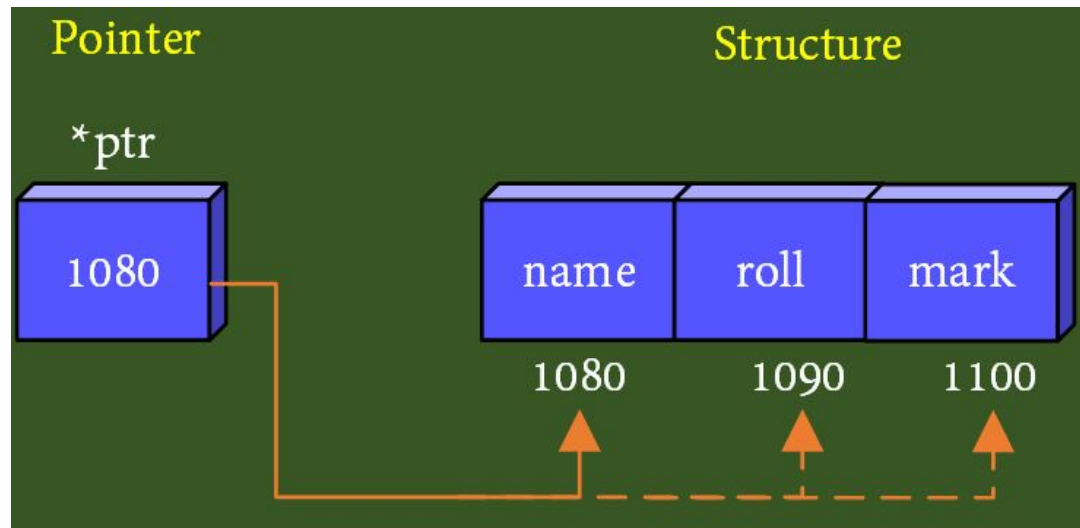 Pointer
Structure
*ptr
1080
name
roll
mark
1080
1090
1100